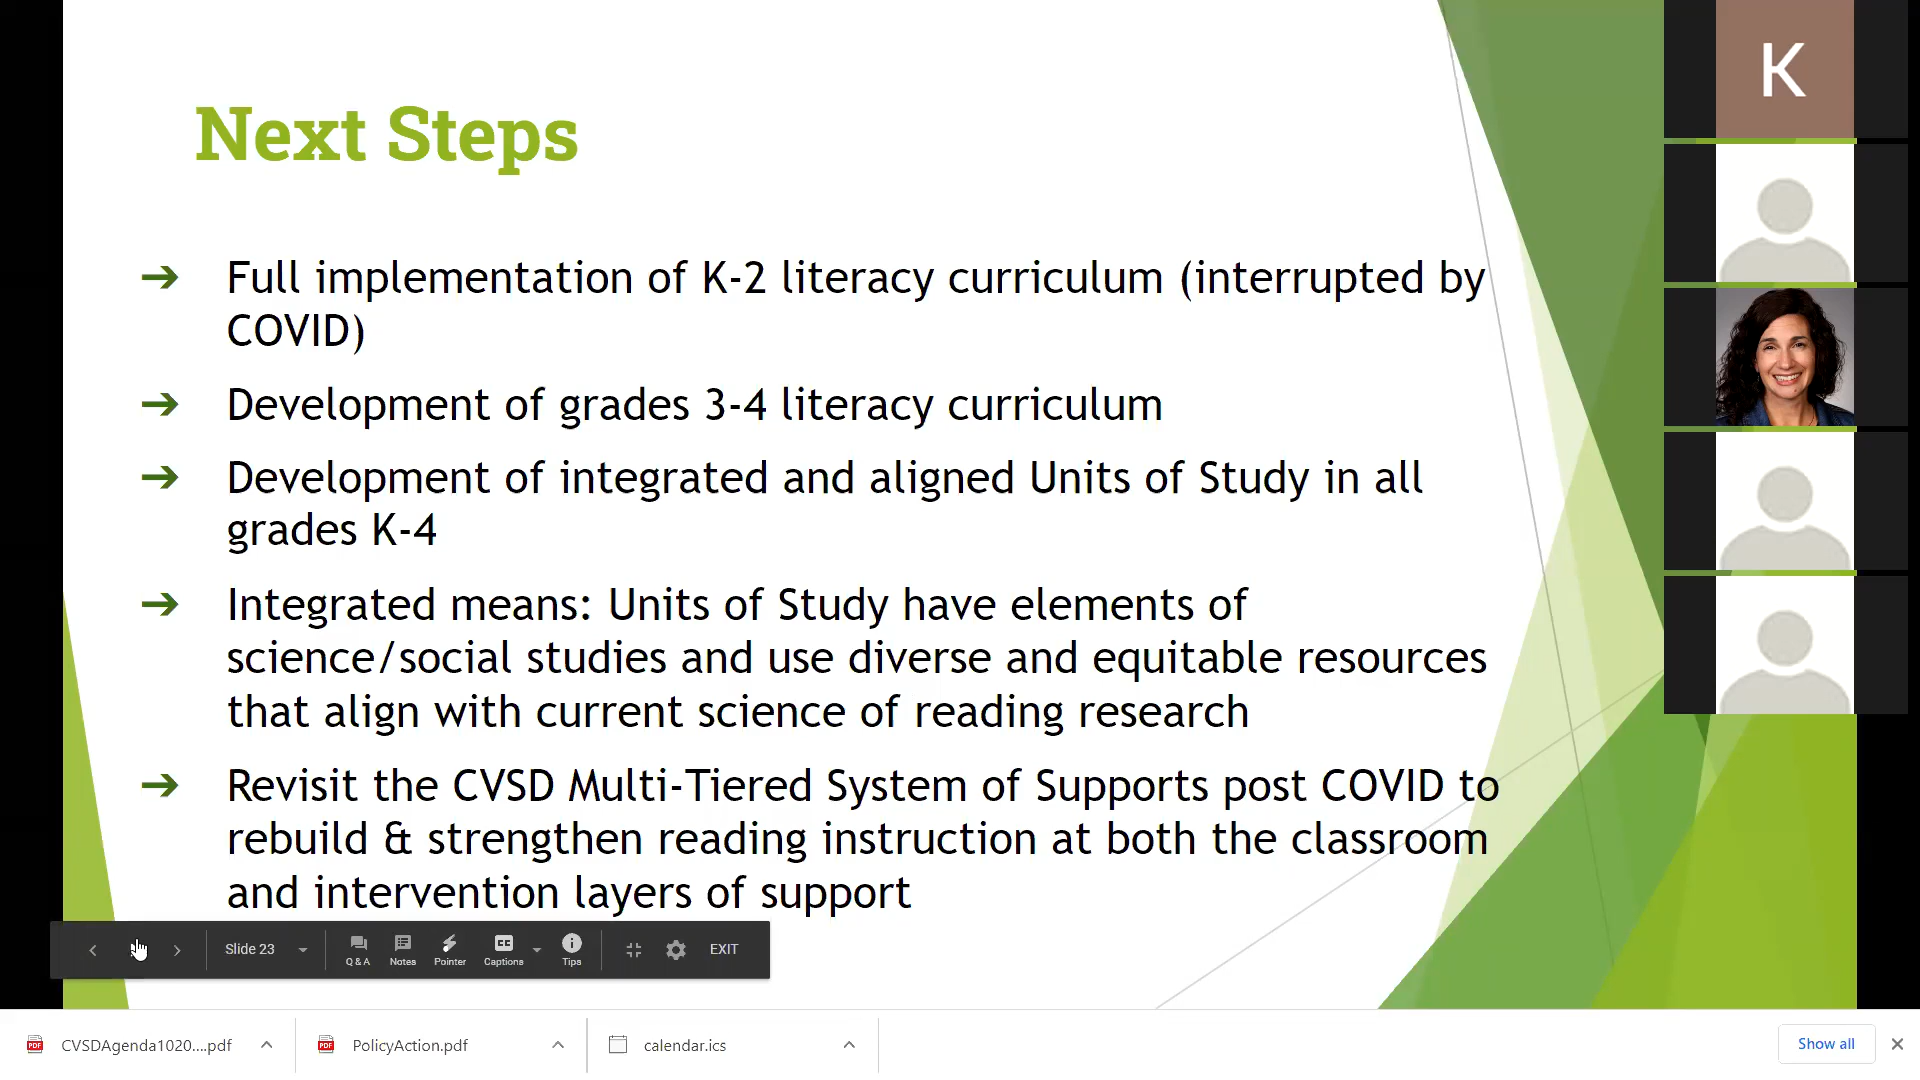 Next Steps
➔ Full implementation of K-2 literacy curriculum (interrupted by
COVID)
➔ Development of grades 3-4 literacy curriculum
➔ Development of integrated and aligned Units of Study in all
grades K-4
➔ Integrated means: Units of Study have elements of
science/social studies and use diverse and equitable resources
that align with current science of reading research
➔ Revisit the CVSD Multi-Tiered System of Supports post COVID to
rebuild & strengthen reading instruction at both the classroom
and intervention layers of support
K
Slide 23
CC
Q & A Notes Pointer Captions Tips
EXIT
PDF CVSDAgenda1020....pdf
PDF PolicyAction.pdf
calendar.ics
Show all